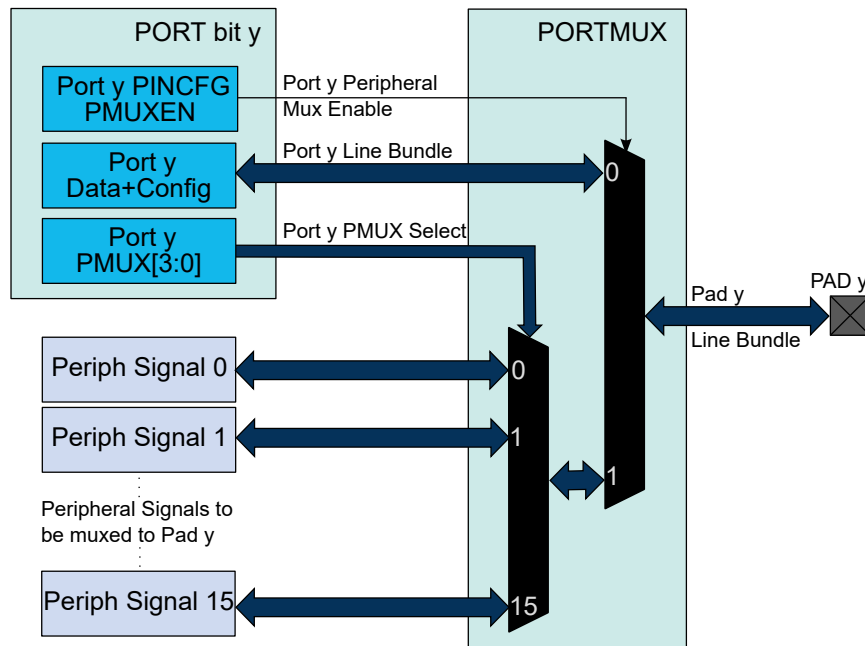 PORT bit y
PORTMUX
Port y PINCFG
PMUXEN
Port y Peripheral
Mux Enable
Port y
Data+Config
Port y Line Bundle
0
Port y
PMUX[3:0]
Port y PMUX Select
Pad y
Line Bundle
PAD y
Periph Signal 0
0
Periph Signal 1
1
1
Peripheral Signals to
be muxed to Pad y
Periph Signal 15
15